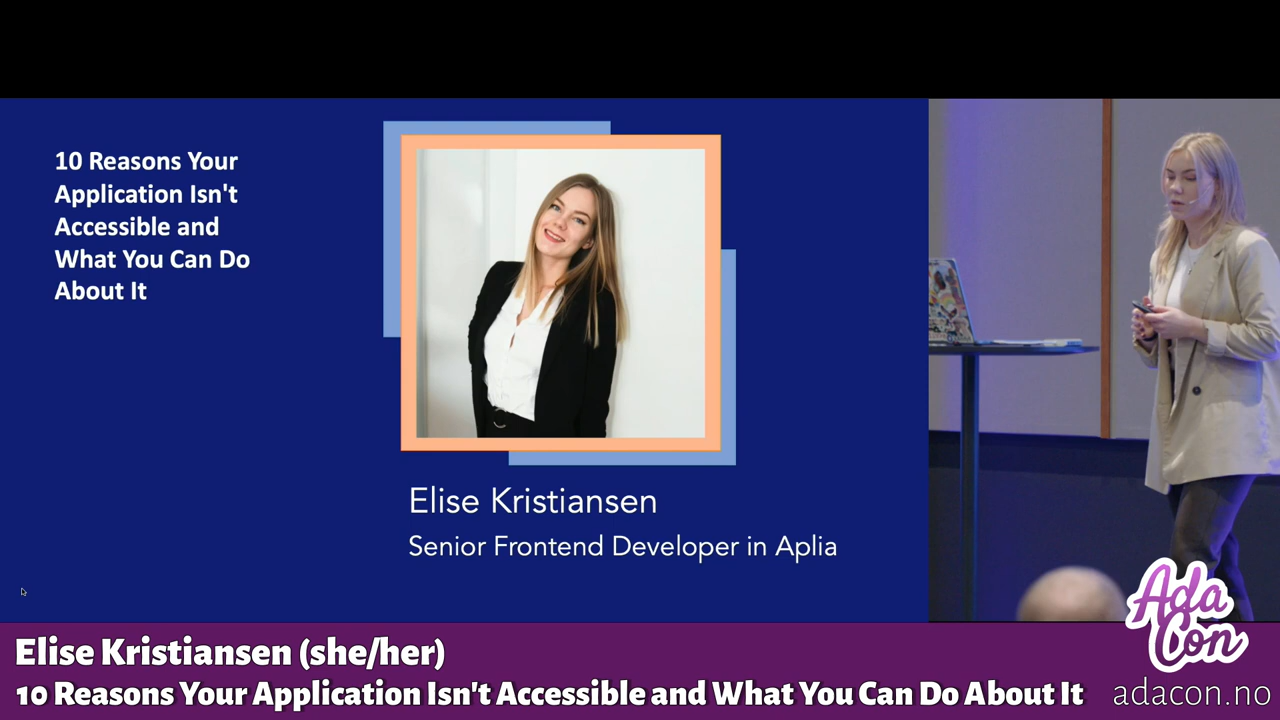 10 Reasons Your
Application Isn't
Accessible and
What You Can Do
About It
Elise Kristiansen
Senior Frontend Developer in Aplia
Elise Kristiansen (she/her)
10 Reasons Your Application Isn't Accessible and What You Can Do About It
Ada
Con
adacon.no